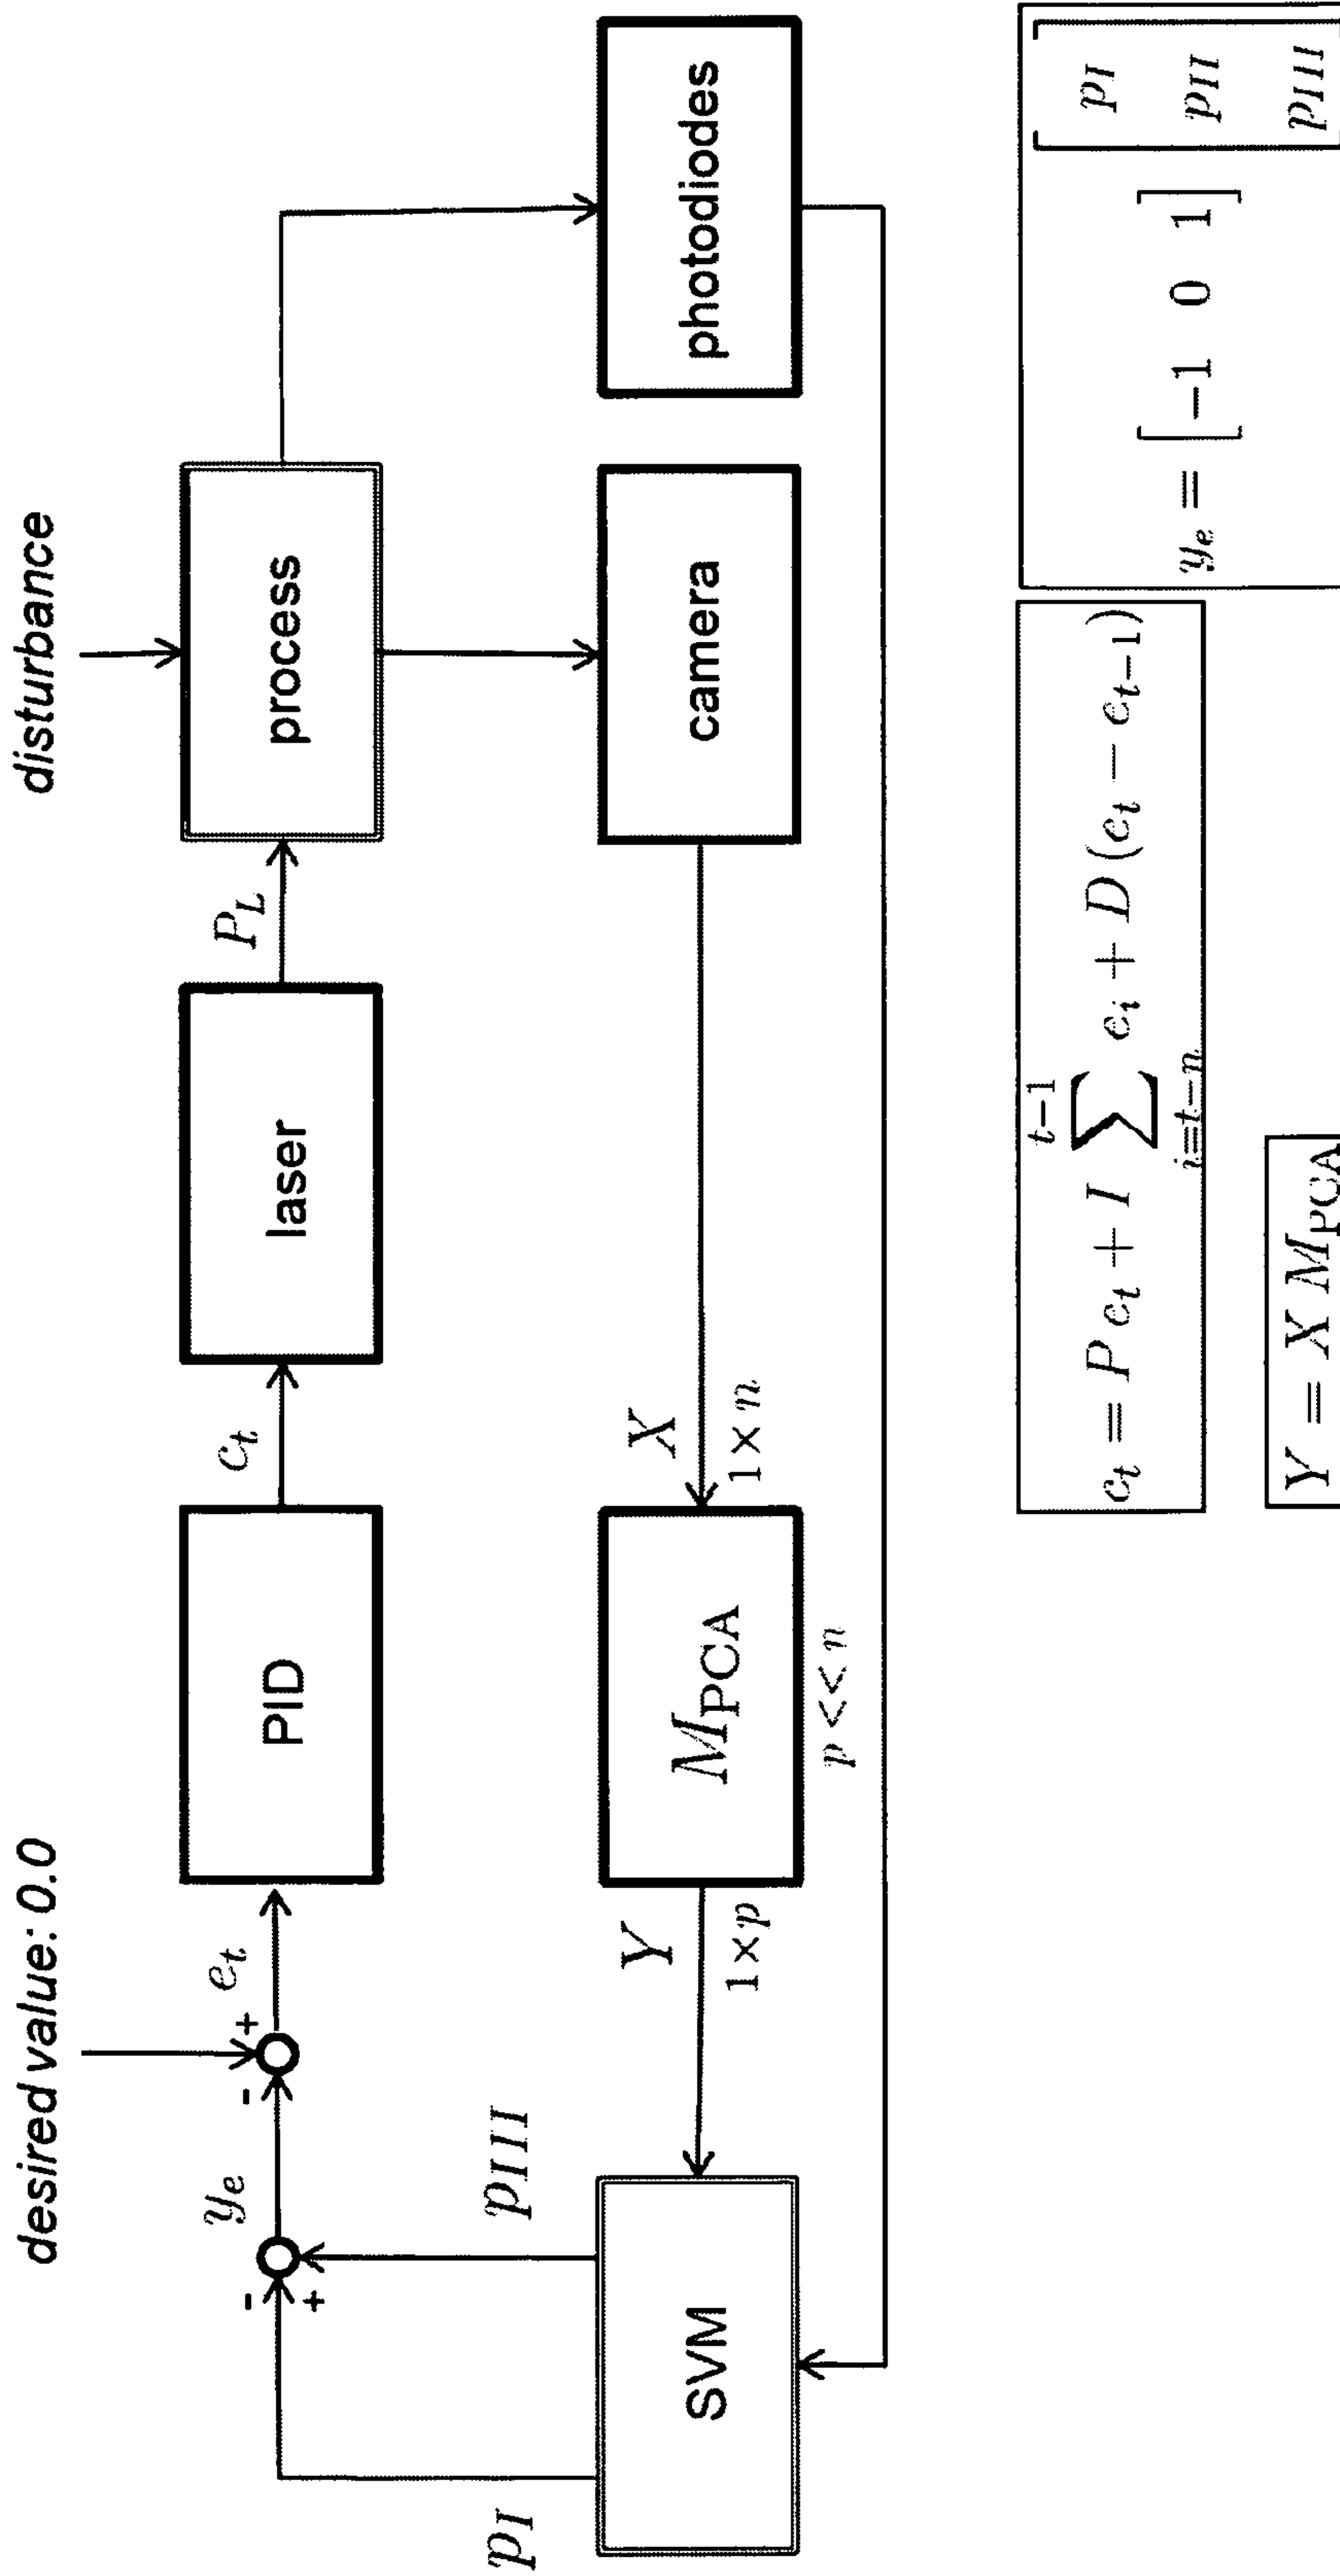 desired value: 0.0
disturbance
p_I
p_III
y_e
-
+
-
+
e_t
PID
c_t
laser
P_L
process
SVM
Y
1×p
M_PCA
p << n
X
1×n
camera
photodiodes
c_t = P e_t + I \sum_{i=t-n}^{t-1} e_i + D(e_t − e_{t−1})
y_e = [−1 0 1] [p_I p_II p_III]
Y = X M_PCA